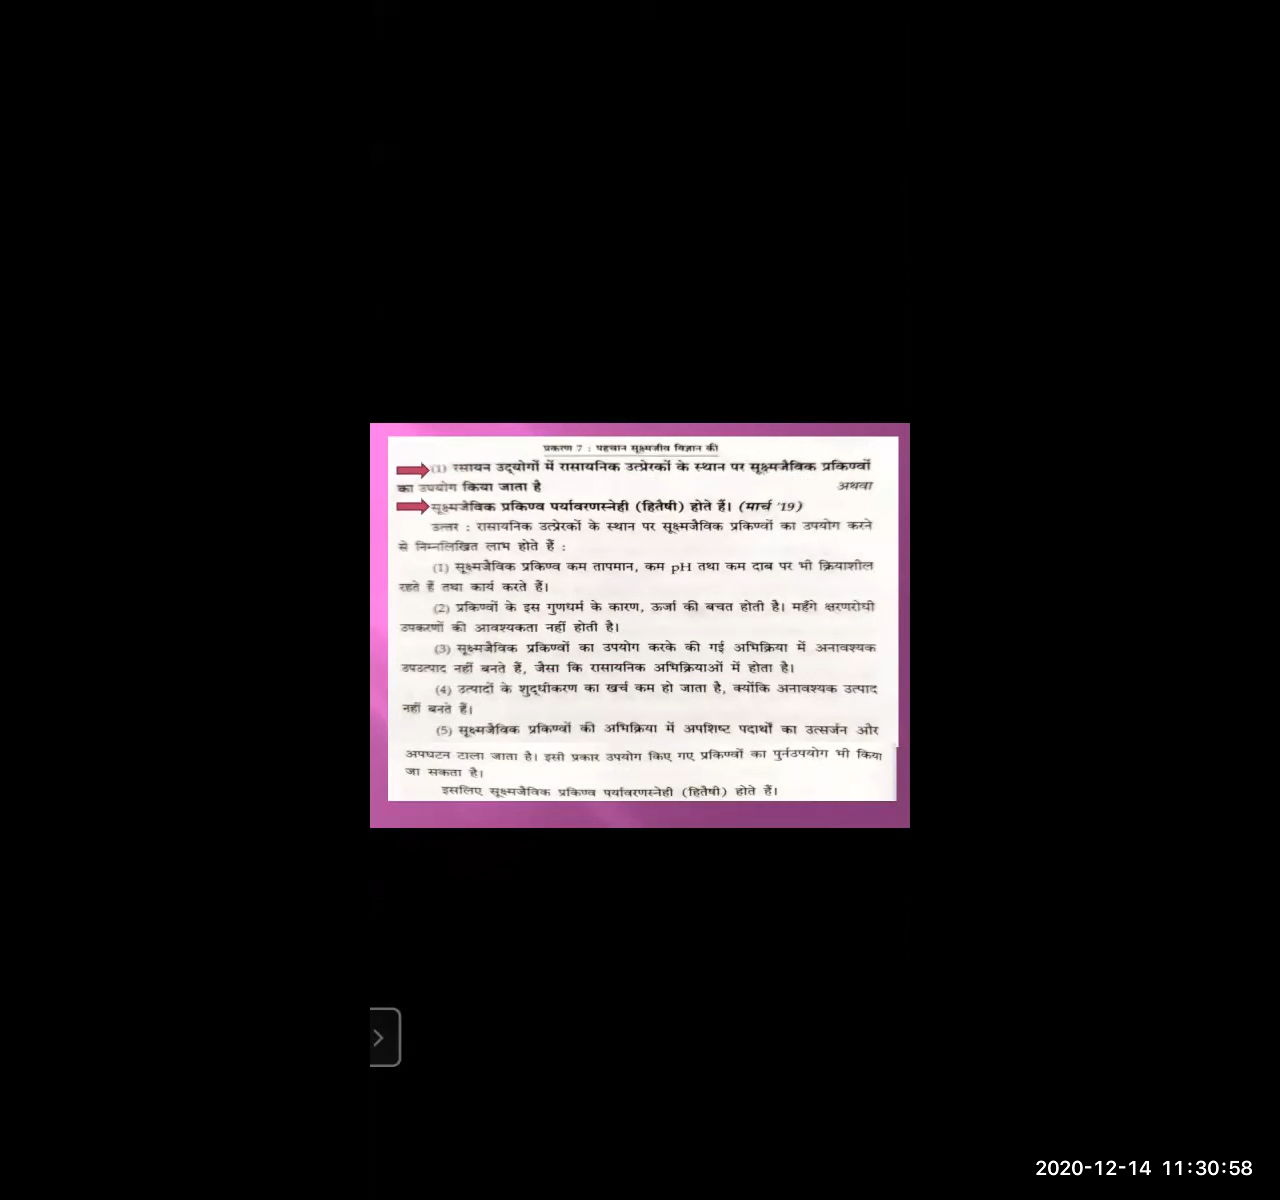 प्रकरण 7 : पहचान सूक्ष्मजीव विज्ञान की
(1) रसायन उद्योगों में रासायनिक उत्प्रेरकों के स्थान पर सूक्ष्मजैविक प्रकिण्वों
का उपयोग किया जाता है अथवा
सूक्ष्मजैविक प्रकिण्व पर्यावरणस्नेही (हितैषी) होते हैं। (मार्च '19)
उत्तर : रासायनिक उत्प्रेरकों के स्थान पर सूक्ष्मजैविक प्रकिण्वों का उपयोग करने
से निम्नलिखित लाभ होते हैं :
(1) सूक्ष्मजैविक प्रकिण्व कम तापमान, कम pH तथा कम दाब पर भी क्रियाशील
रहते हैं तथा कार्य करते हैं।
(2) प्रकिण्वों के इस गुणधर्म के कारण, ऊर्जा की बचत होती है। महँगे क्षरणरोधी
उपकरणों की आवश्यकता नहीं होती है।
(3) सूक्ष्मजैविक प्रकिण्वों का उपयोग करके की गई अभिक्रिया में अनावश्यक
उपउत्पाद नहीं बनते हैं, जैसा कि रासायनिक अभिक्रियाओं में होता है।
(4) उत्पादों के शुद्धीकरण का खर्च कम हो जाता है, क्योंकि अनावश्यक उत्पाद
नहीं बनते हैं।
(5) सूक्ष्मजैविक प्रकिण्वों की अभिक्रिया में अपशिष्ट पदार्थों का उत्सर्जन और
अपघटन टाला जाता है। इसी प्रकार उपयोग किए गए प्रकिण्वों का पुर्नउपयोग भी किया
जा सकता है।
इसलिए सूक्ष्मजैविक प्रकिण्व पर्यावरणस्नेही (हितैषी) होते हैं।
2020-12-14 11:30:58